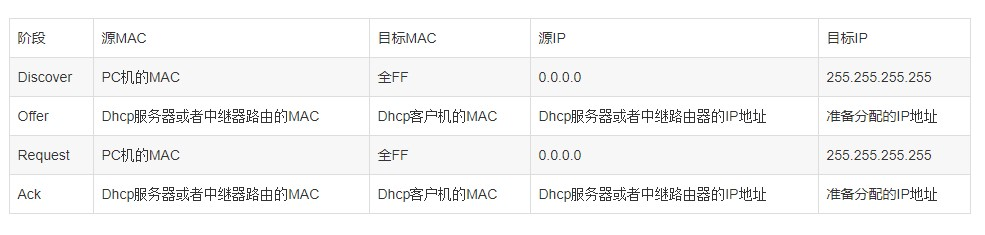 阶段 源MAC 目标MAC 源IP 目标IP
Discover PC机的MAC 全FF 0.0.0.0 255.255.255.255
Offer Dhcp服务器或者中继器路由的MAC Dhcp客户机的MAC Dhcp服务器或者中继路由器的IP地址 准备分配的IP地址
Request PC机的MAC 全FF 0.0.0.0 255.255.255.255
Ack Dhcp服务器或者中继器路由的MAC Dhcp客户机的MAC Dhcp服务器或者中继路由器的IP地址 准备分配的IP地址